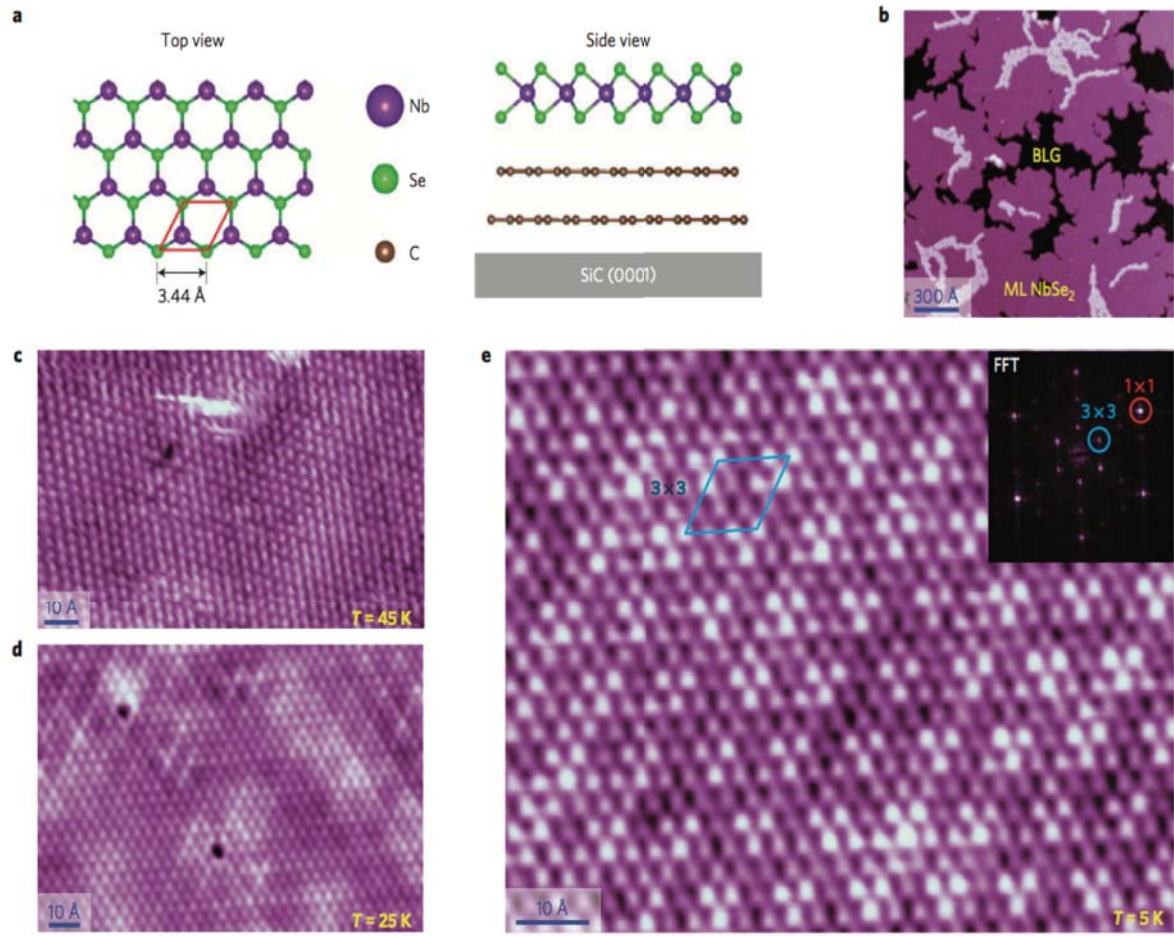 a
Top view
Side view
Nb
Se
C
3.44 Å
SiC (0001)
b
BLG
ML NbSe₂
300 Å
c
10 Å
T = 45 K
d
10 Å
T = 25 K
e
3×3
FFT
1×1
3×3
10 Å
T = 5 K